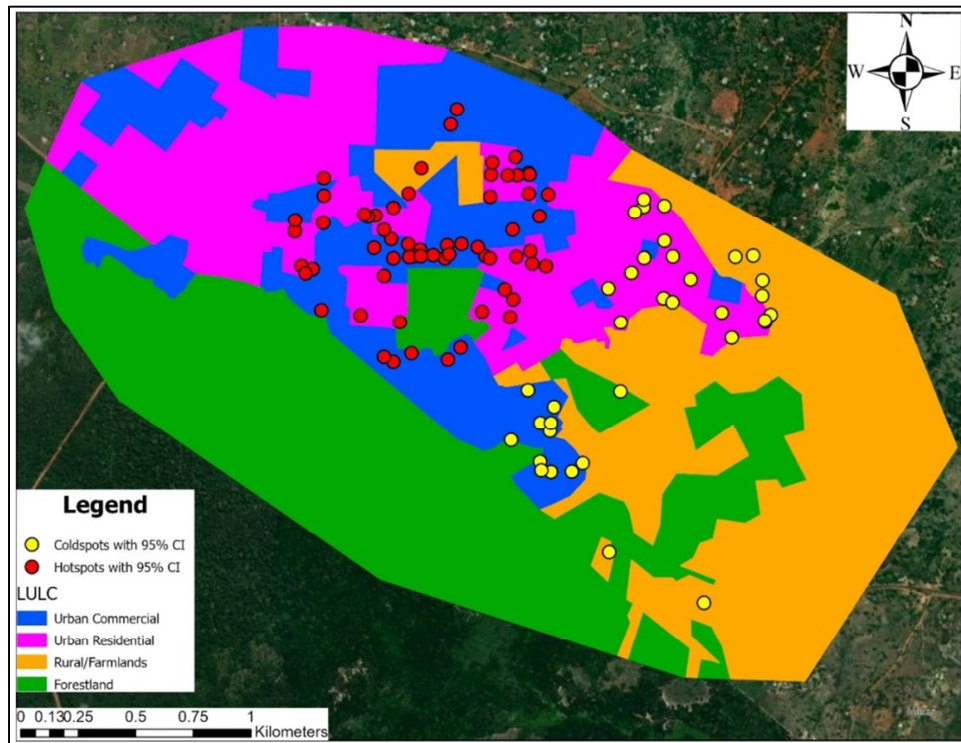 N
W E
S
Legend
Coldspots with 95% CI
Hotspots with 95% CI
LULC
Urban Commercial
Urban Residential
Rural/Farmlands
Forestland
0 0.130.25 0.5 0.75 1
Kilometers